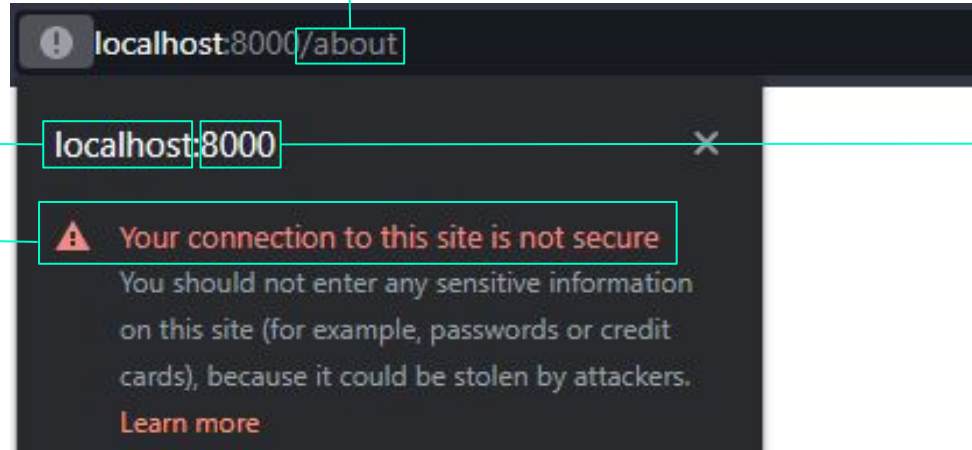 localhost:8000/about
localhost:8000
Your connection to this site is not secure
You should not enter any sensitive information
on this site (for example, passwords or credit
cards), because it could be stolen by attackers.
Learn more